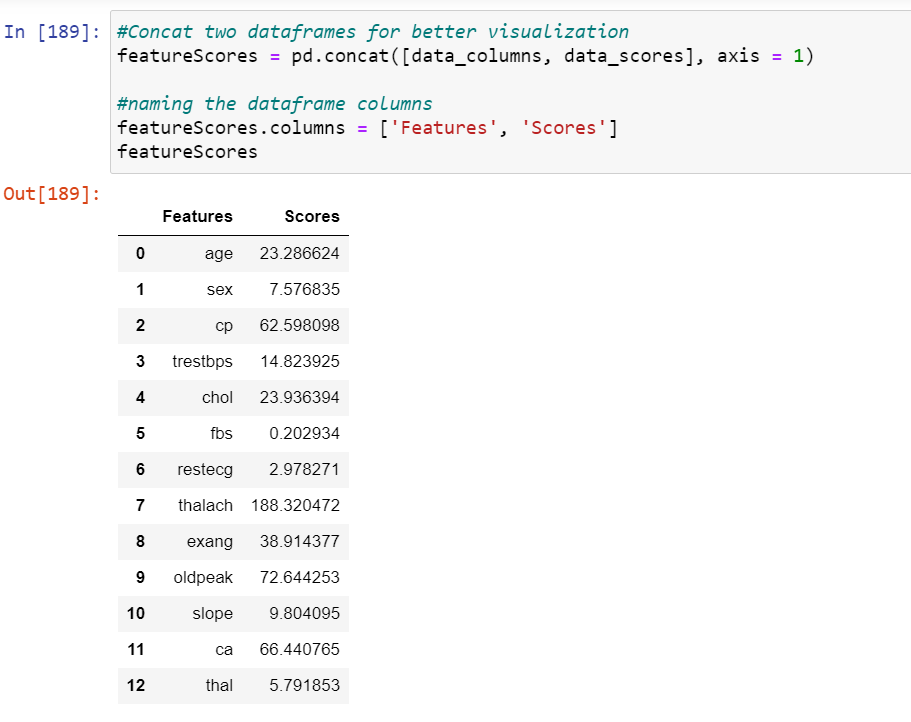 In [189]: #Concat two dataframes for better visualization
featureScores = pd.concat([data_columns, data_scores], axis = 1)
#naming the dataframe columns
featureScores.columns = ['Features', 'Scores']
featureScores
Out[189]:
Features Scores
0 age 23.286624
1 sex 7.576835
2 cp 62.598098
3 trestbps 14.823925
4 chol 23.936394
5 fbs 0.202934
6 restecg 2.978271
7 thalach 188.320472
8 exang 38.914377
9 oldpeak 72.644253
10 slope 9.804095
11 ca 66.440765
12 thal 5.791853